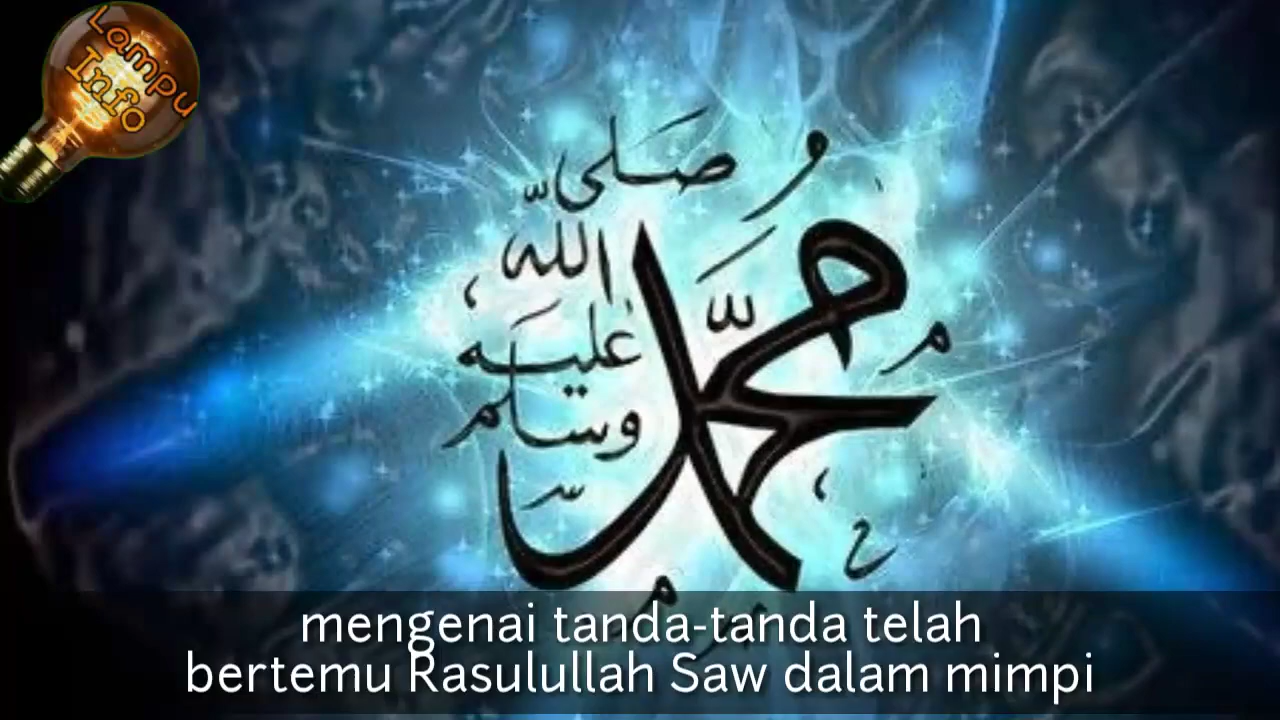 Lampu
Info
محمد
صلى
الله
عليه
وسلم
mengenai tanda-tanda telah
bertemu Rasulullah Saw dalam mimpi